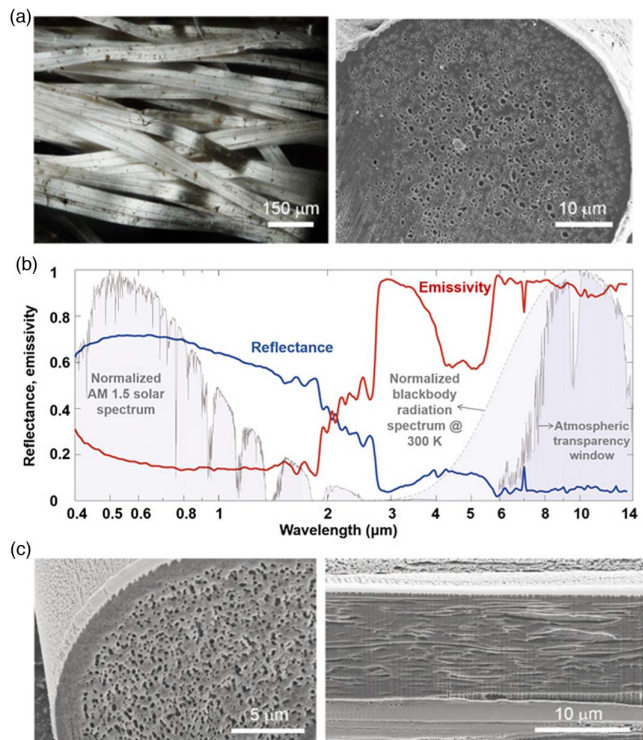 (a)
150 μm
10 μm
(b)
1
0.8
0.6
0.4
0.2
0
Reflectance, emissivity
Emissivity
Reflectance
Normalized
AM 1.5 solar
spectrum
Normalized
blackbody
radiation
spectrum @
300 K
Atmospheric
transparency
window
0.4 0.5 0.6 0.8 1 2 3 4 5 6 8 10 12 14
Wavelength (μm)
(c)
5 μm
10 μm